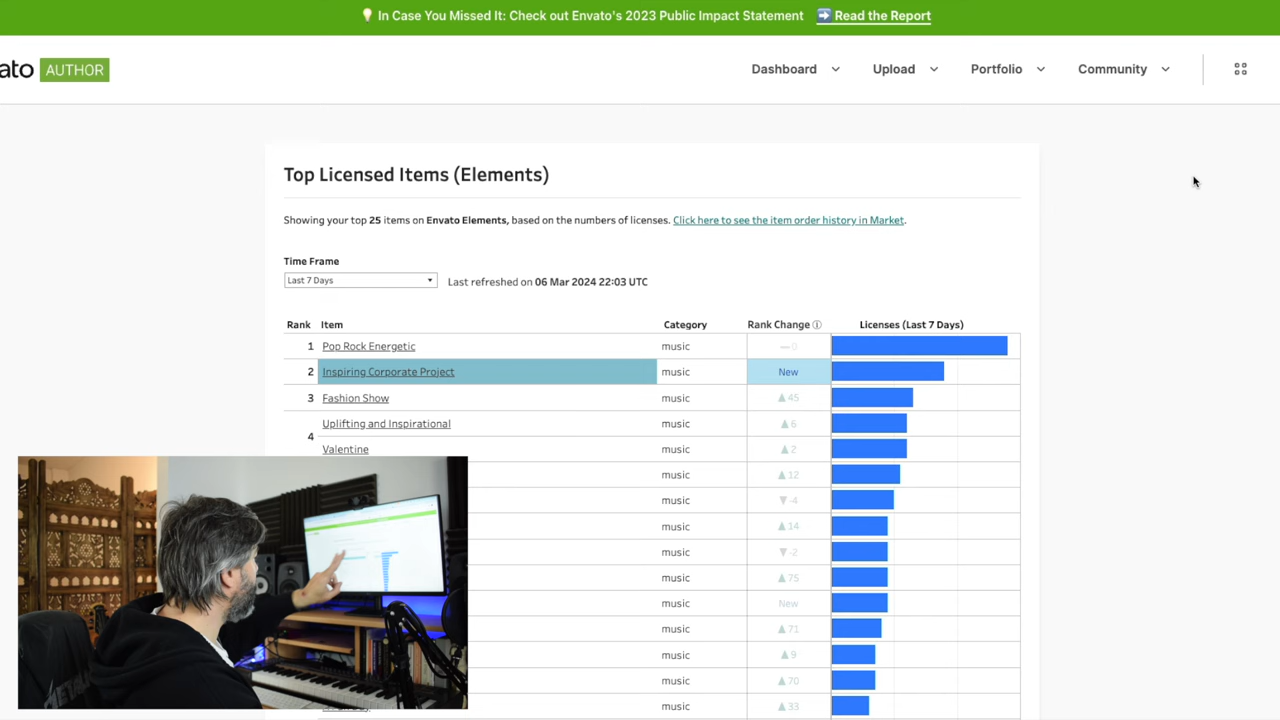 💡 In Case You Missed It: Check out Envato's 2023 Public Impact Statement ➡️ Read the Report
ato AUTHOR Dashboard Upload Portfolio Community
Top Licensed Items (Elements)
Showing your top 25 items on Envato Elements, based on the numbers of licenses. Click here to see the item order history in Market.
Time Frame
Last 7 Days Last refreshed on 06 Mar 2024 22:03 UTC
Rank Item Category Rank Change ⓘ Licenses (Last 7 Days)
1 Pop Rock Energetic music 0
2 Inspiring Corporate Project music New
3 Fashion Show music ▲45
4 Uplifting and Inspirational music ▲6
Valentine music ▲2
music ▲12
music ▼-4
music ▲14
music ▼-2
music ▲75
music New
music ▲71
music ▲9
music ▲70
music ▲33